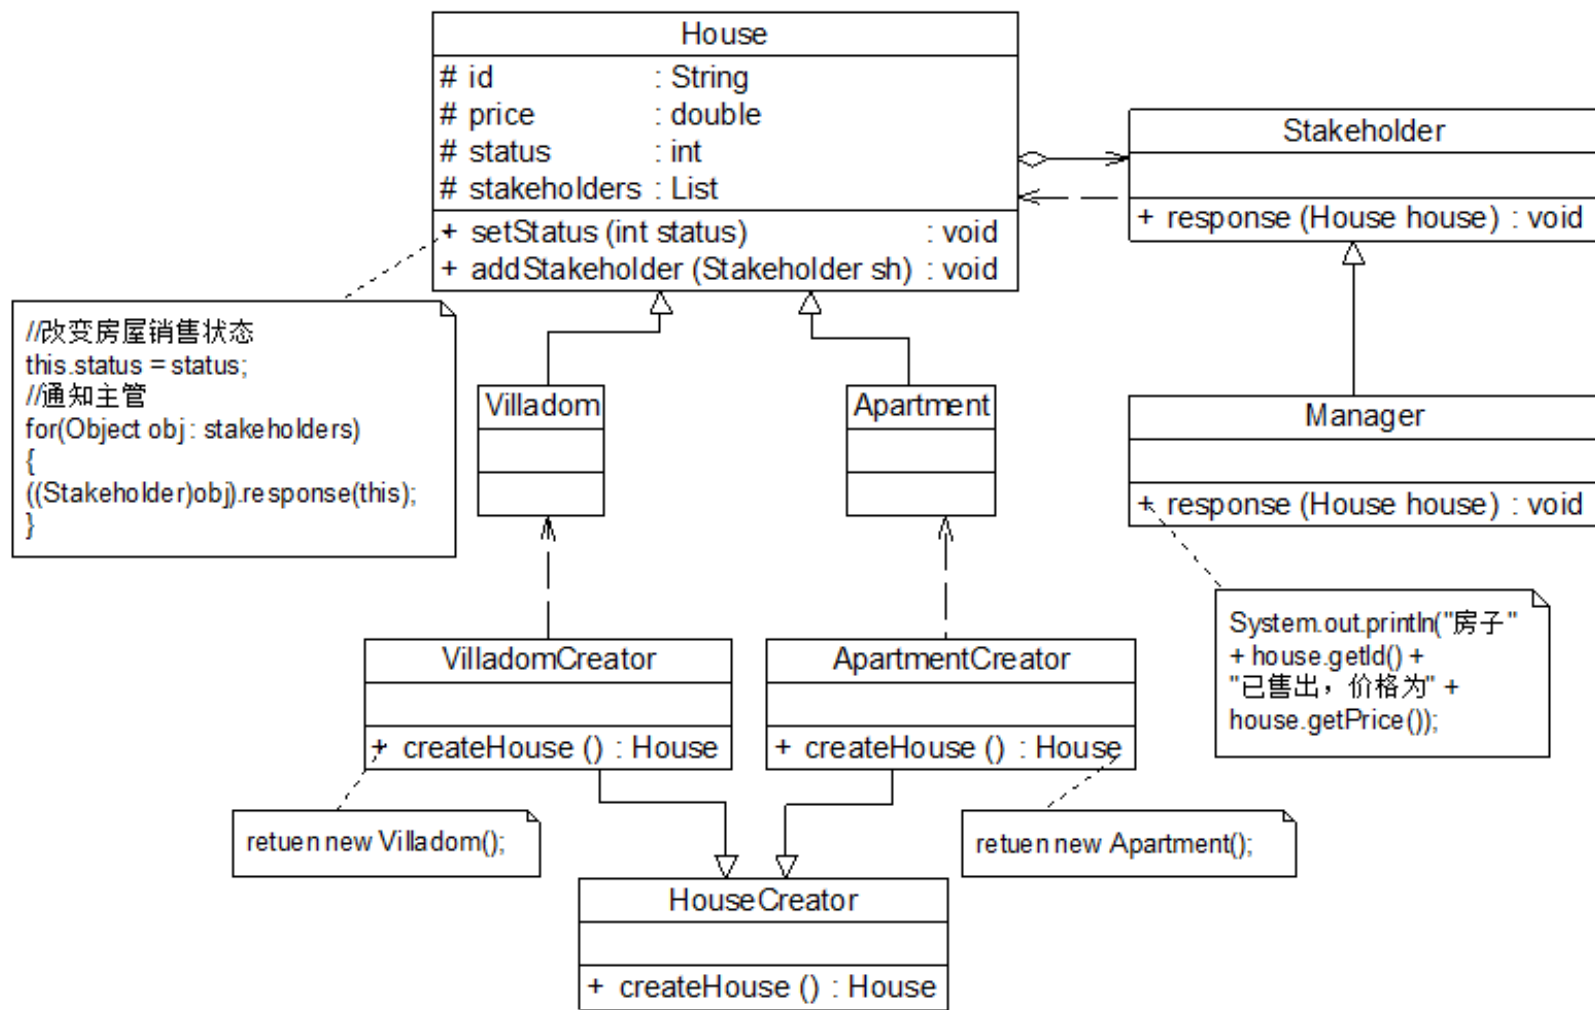 House
# id : String
# price : double
# status : int
# stakeholders : List
+ setStatus (int status) : void
+ addStakeholder (Stakeholder sh) : void
Stakeholder
+ response (House house) : void
//改变房屋销售状态
this.status = status;
//通知主管
for(Object obj : stakeholders)
{
((Stakeholder)obj).response(this);
}
Villadom
Apartment
Manager
+ response (House house) : void
System.out.println("房子"
+ house.getId() +
"已售出，价格为" +
house.getPrice());
VilladomCreator
+ createHouse () : House
ApartmentCreator
+ createHouse () : House
retuen new Villadom();
retuen new Apartment();
HouseCreator
+ createHouse () : House